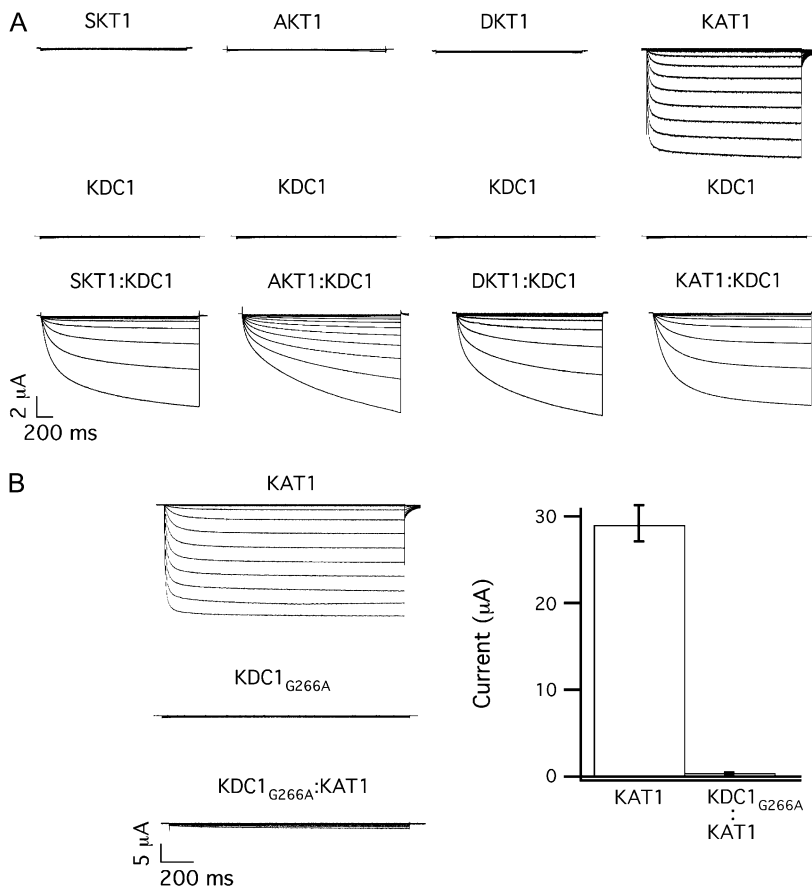 A
SKT1 AKT1 DKT1 KAT1
KDC1 KDC1 KDC1 KDC1
SKT1:KDC1 AKT1:KDC1 DKT1:KDC1 KAT1:KDC1
2 µA
200 ms
B
KAT1
KDC1G266A
KDC1G266A:KAT1
5 µA
200 ms
Current (µA)
30
20
10
0
KAT1
KDC1G266A
:
KAT1